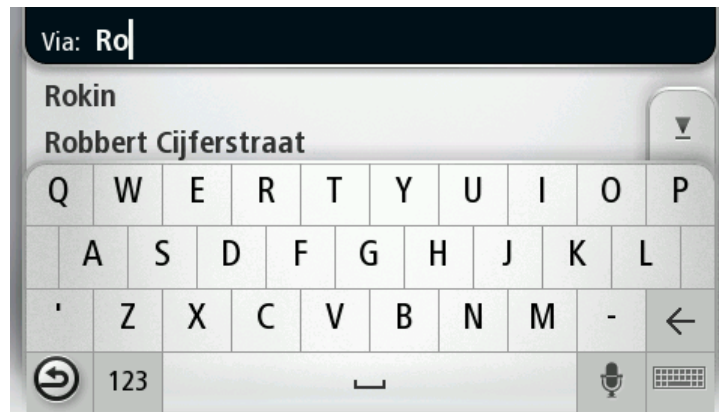 Via: Ro
Rokin
Robbert Cijferstraat
Q W E R T Y U I O P
A S D F G H J K L
' Z X C V B N M -
123